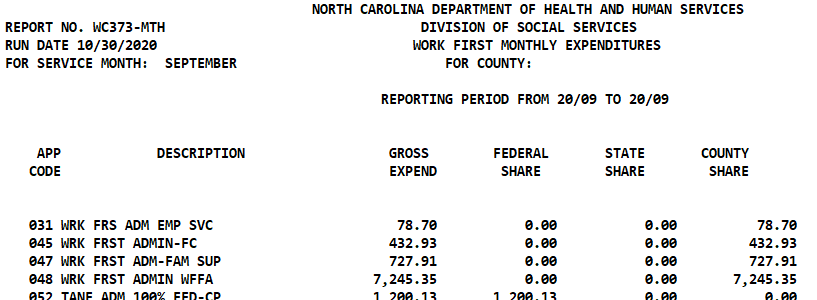 NORTH CAROLINA DEPARTMENT OF HEALTH AND HUMAN SERVICES
REPORT NO. WC373-MTH DIVISION OF SOCIAL SERVICES
RUN DATE 10/30/2020 WORK FIRST MONTHLY EXPENDITURES
FOR SERVICE MONTH: SEPTEMBER FOR COUNTY:
REPORTING PERIOD FROM 20/09 TO 20/09
APP DESCRIPTION GROSS FEDERAL STATE COUNTY
CODE EXPEND SHARE SHARE SHARE
031 WRK FRS ADM EMP SVC 78.70 0.00 0.00 78.70
045 WRK FRST ADMIN-FC 432.93 0.00 0.00 432.93
047 WRK FRST ADM-FAM SUP 727.91 0.00 0.00 727.91
048 WRK FRST ADMIN WFFA 7,245.35 0.00 0.00 7,245.35
052 TANF ADM 100% FED-CP 1,200.13 1,200.13 0.00 0.00